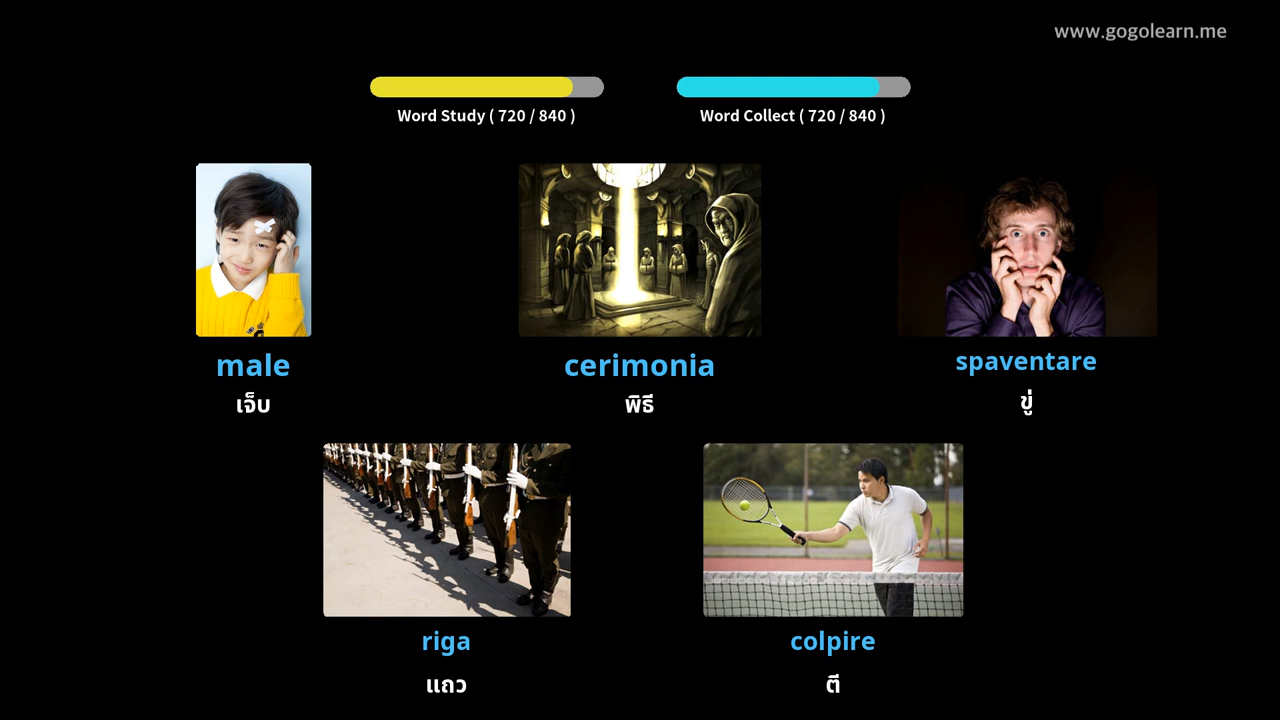 www.gogolearn.me
Word Study ( 720 / 840 )
Word Collect ( 720 / 840 )
male
เจ็บ
cerimonia
พิธี
spaventare
ขู่
riga
แถว
colpire
ตี